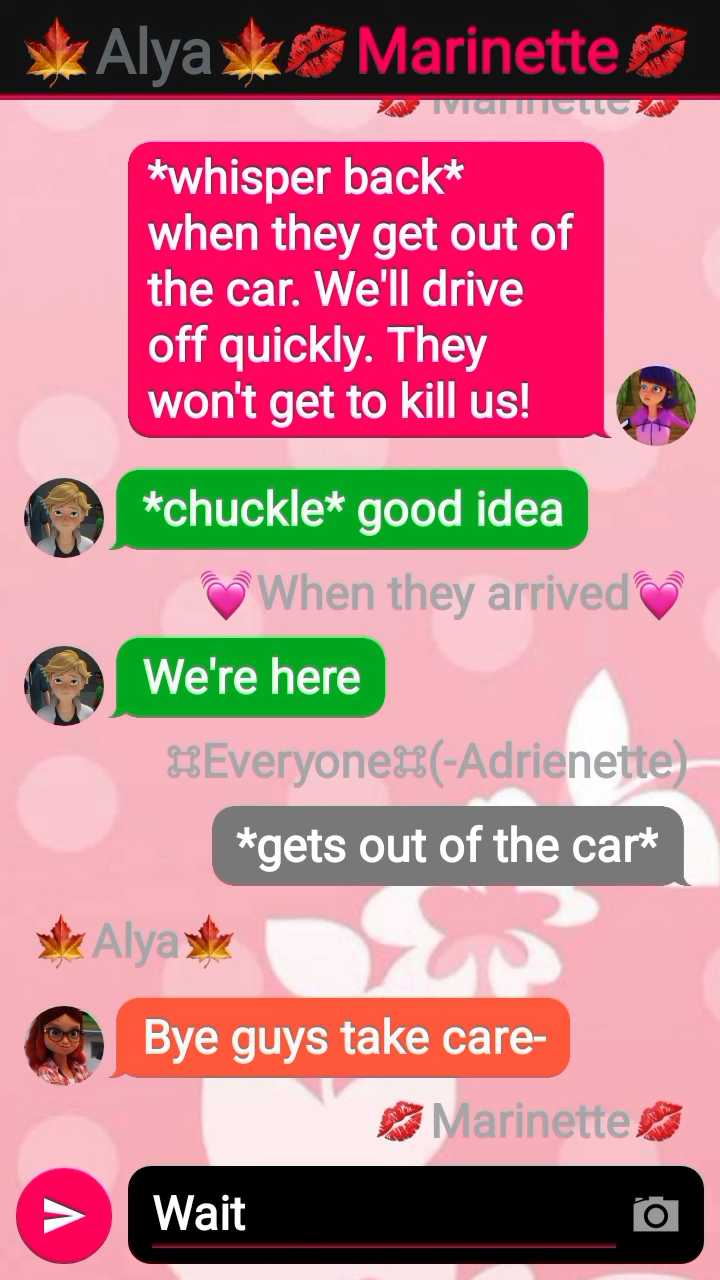 🍁Alya🍁💋Marinette💋
💋Marinette💋
*whisper back*
when they get out of
the car. We'll drive
off quickly. They
won't get to kill us!
*chuckle* good idea
💓When they arrived💓
We're here
⌘Everyone⌘(-Adrienette)
*gets out of the car*
🍁Alya🍁
Bye guys take care-
💋Marinette💋
Wait